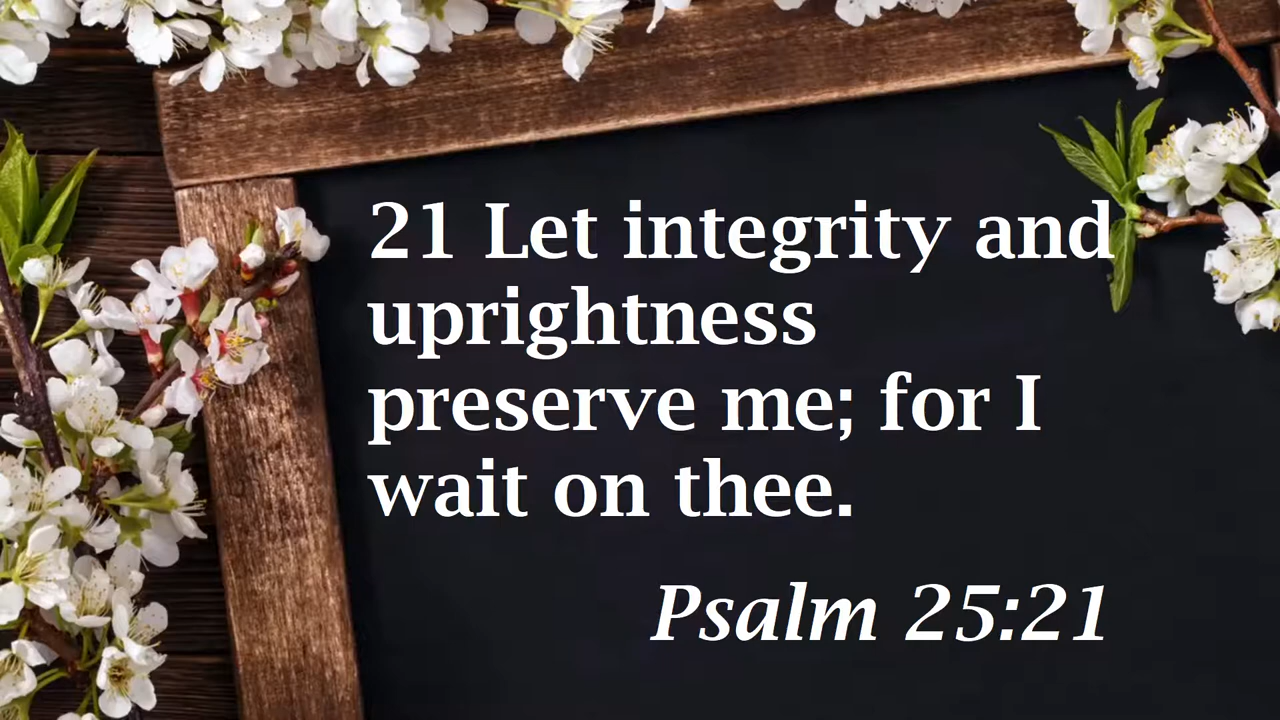 21 Let integrity and
uprightness
preserve me; for I
wait on thee.
Psalm 25:21